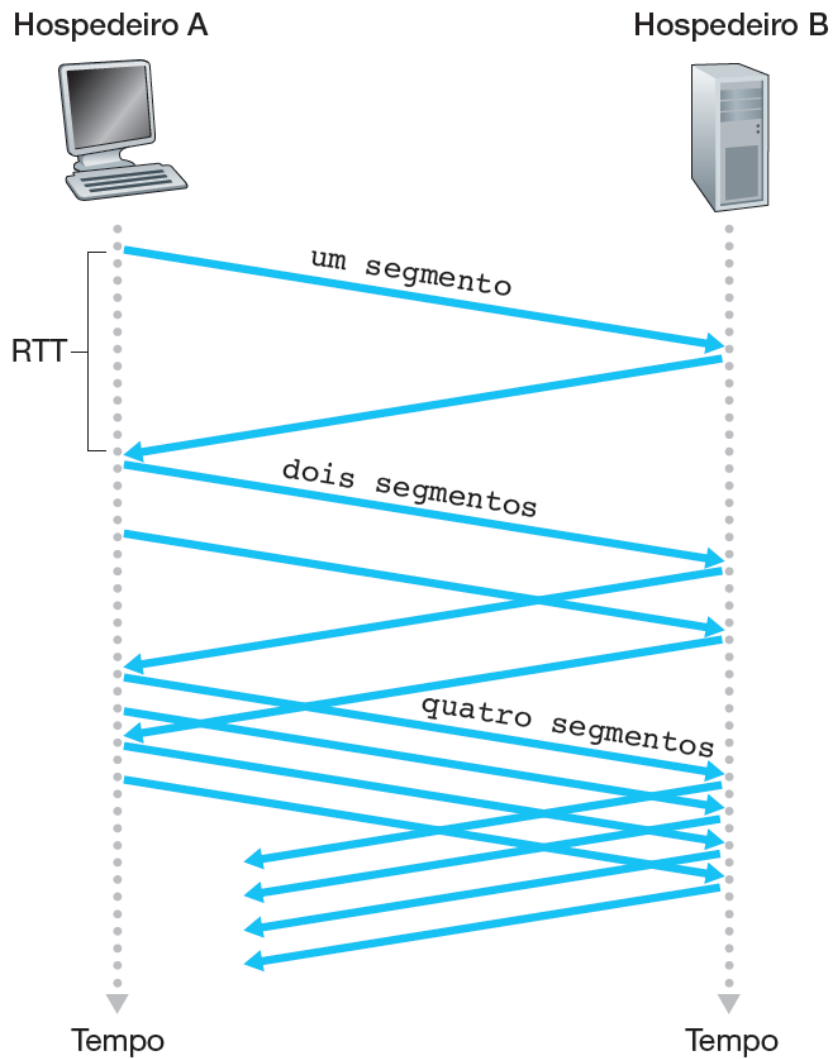 Hospedeiro A
Hospedeiro B
um segmento
RTT
dois segmentos
quatro segmentos
Tempo
Tempo